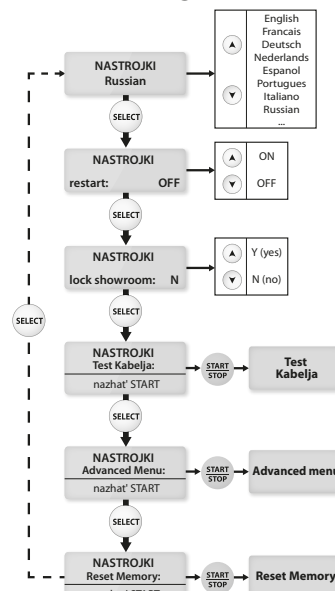 English
Francais
Deutsch
Nederlands
Espanol
Portugues
Italiano
Russian
...
NASTROJKI
Russian
SELECT
NASTROJKI
restart: OFF
ON
OFF
SELECT
NASTROJKI
lock showroom: N
Y (yes)
N (no)
SELECT
SELECT
NASTROJKI
Test Kabelja:
nazhat' START
START
STOP
Test
Kabelja
SELECT
NASTROJKI
Advanced Menu:
nazhat' START
START
STOP
Advanced menu
SELECT
NASTROJKI
Reset Memory:
START
STOP
Reset Memory